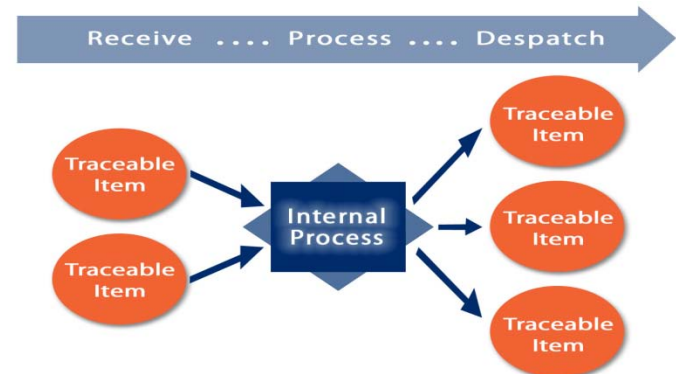 Receive .... Process .... Despatch
Traceable
Item
Traceable
Item
Internal
Process
Traceable
Item
Traceable
Item
Traceable
Item